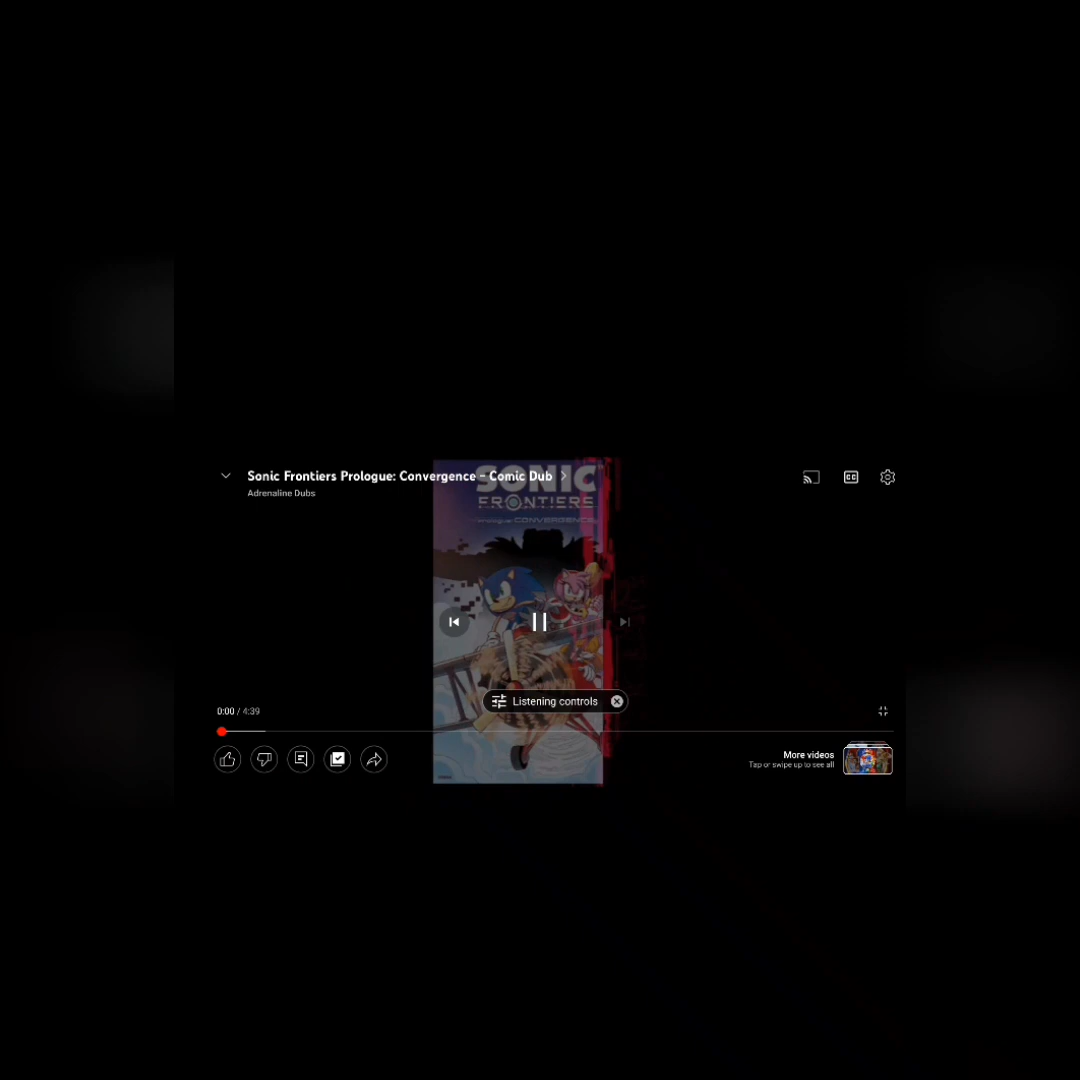 Sonic Frontiers Prologue: Convergence - Comic Dub
Adrenaline Dubs
SONIC
FRONTIERS
Prologue: CONVERGENCE
Listening controls
0:00 / 4:39
More videos
Tap or swipe up to see all